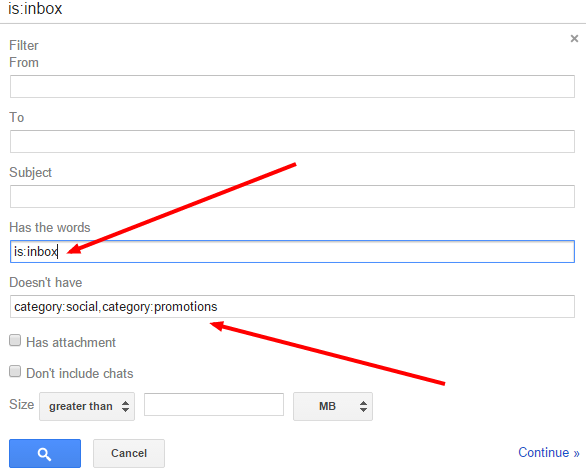 is:inbox
Filter
From
To
Subject
Has the words
is:inbox
Doesn't have
category:social,category:promotions
Has attachment
Don't include chats
Size greater than MB
Cancel Continue »